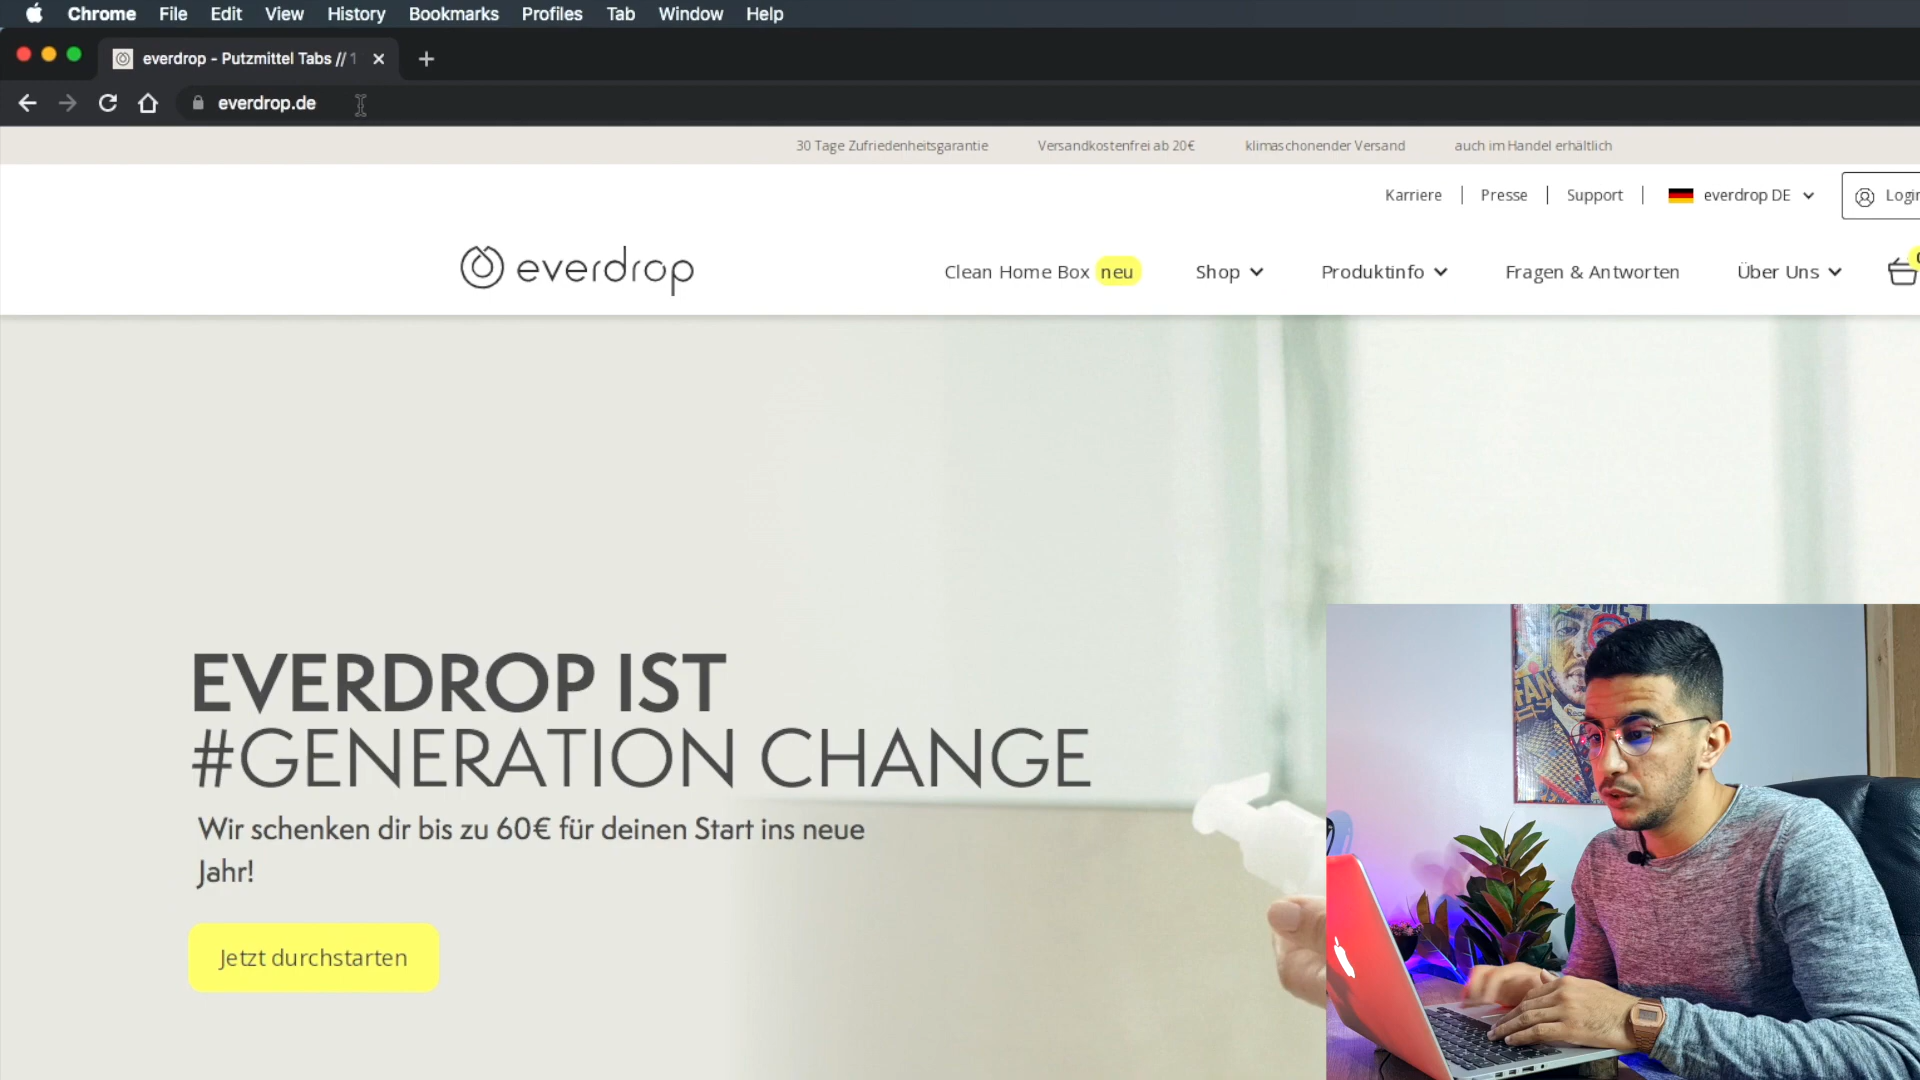 Chrome File Edit View History Bookmarks Profiles Tab Window Help
everdrop - Putzmittel Tabs // 1
everdrop.de
30 Tage Zufriedenheitsgarantie Versandkostenfrei ab 20€ klimaschonender Versand auch im Handel erhältlich
Karriere | Presse | Support | everdrop DE Login
everdrop
Clean Home Box neu Shop Produktinfo Fragen & Antworten Über Uns
EVERDROP IST
#GENERATION CHANGE
Wir schenken dir bis zu 60€ für deinen Start ins neue
Jahr!
Jetzt durchstarten